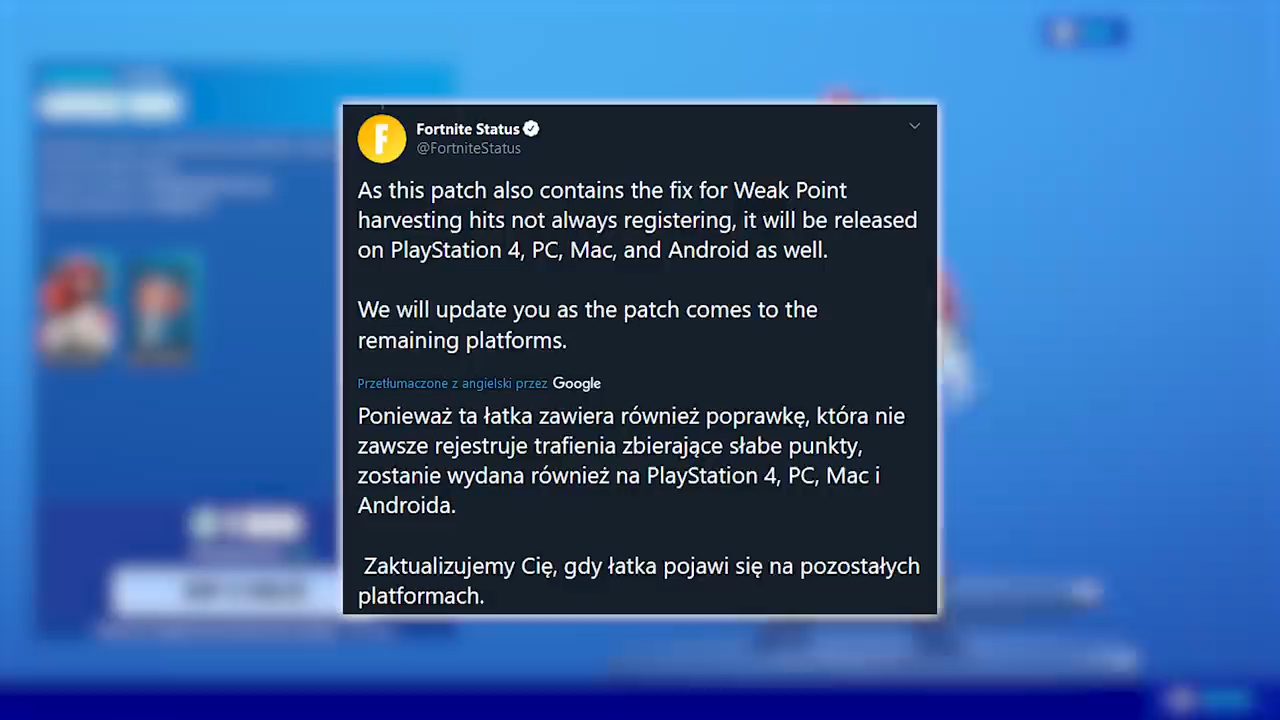 Fortnite Status
@FortniteStatus
As this patch also contains the fix for Weak Point
harvesting hits not always registering, it will be released
on PlayStation 4, PC, Mac, and Android as well.
We will update you as the patch comes to the
remaining platforms.
Przetłumaczone z angielski przez Google
Ponieważ ta łatka zawiera również poprawkę, która nie
zawsze rejestruje trafienia zbierające słabe punkty,
zostanie wydana również na PlayStation 4, PC, Mac i
Androida.
Zaktualizujemy Cię, gdy łatka pojawi się na pozostałych
platformach.